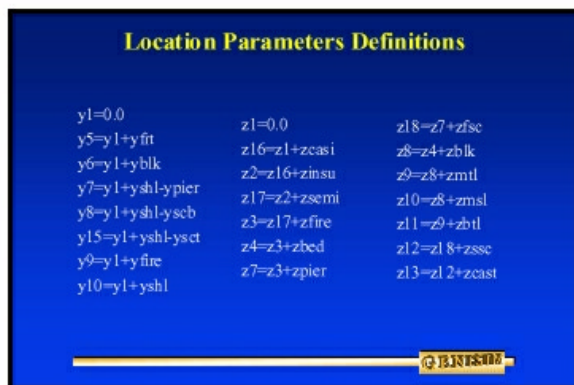 Location Parameters Definitions
y1=0.0
y5=y1+yfrt
y6=y1+yblk
y7=y1+yshl-ypier
y8=y1+yshl-yscb
y15=y1+yshl-ysct
y9=y1+yfire
y10=y1+yshl
z1=0.0
z16=z1+zcasi
z2=z16+zinsu
z17=z2+zsemi
z3=z17+zfire
z4=z3+zbed
z7=z3+zpier
z18=z7+zfsc
z8=z4+zblk
z9=z8+zmtl
z10=z8+zmsl
z11=z9+zbtl
z12=z18+zssc
z13=z12+zcast